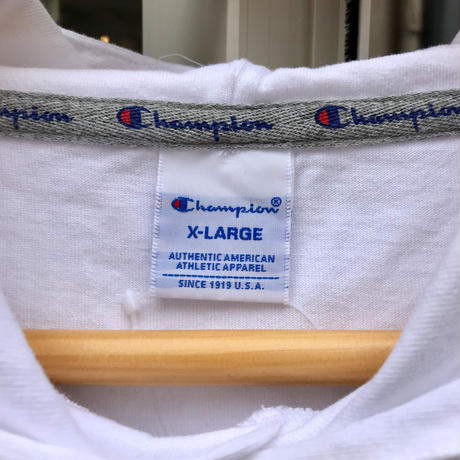 Champion Champion Champion
Champion®
X-LARGE
AUTHENTIC AMERICAN
ATHLETIC APPAREL
SINCE 1919 U.S.A.